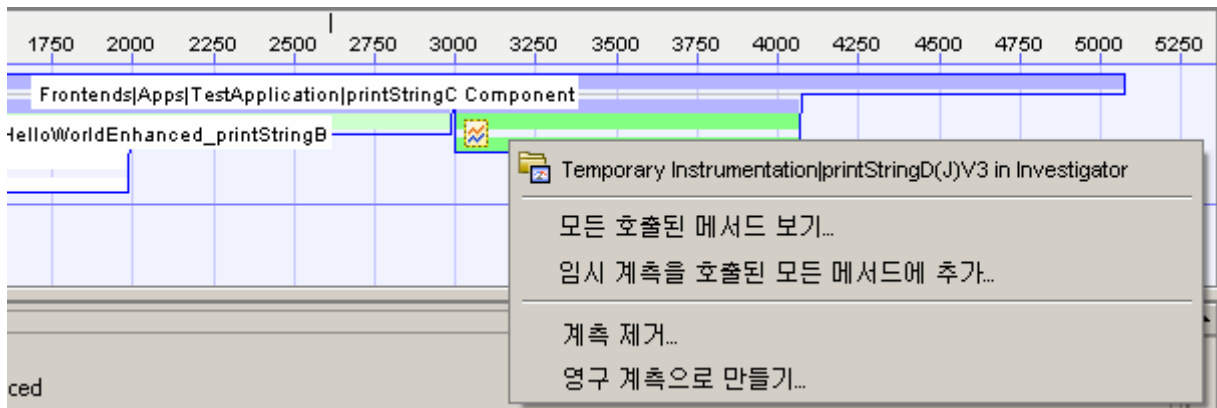 1750 2000 2250 2500 2750 3000 3250 3500 3750 4000 4250 4500 4750 5000 5250
Frontends|Apps|TestApplication|printStringC Component
HelloWorldEnhanced_printStringB
Temporary Instrumentation|printStringD(J)V3 in Investigator
모든 호출된 메서드 보기...
임시 계측을 호출된 모든 메서드에 추가...
계측 제거...
영구 계측으로 만들기...
ced